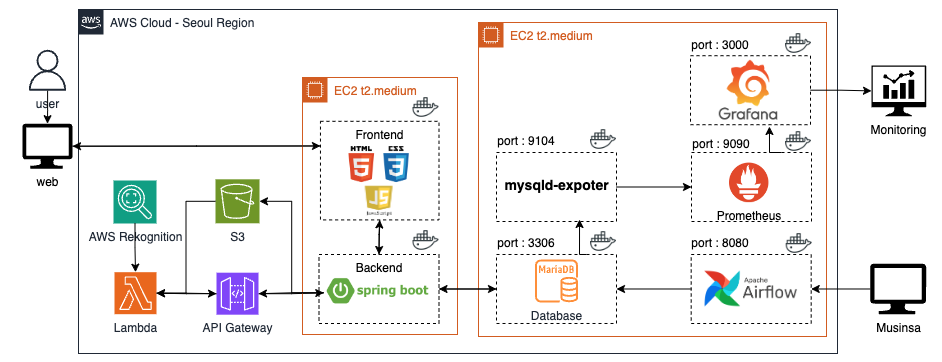 aws
AWS Cloud - Seoul Region
EC2 t2.medium
port : 3000
Grafana
Monitoring
user
web
EC2 t2.medium
Frontend
HTML
CSS
5
3
JS
JavaScript
port : 9104
mysqld-expoter
port : 9090
Prometheus
AWS Rekognition
S3
Backend
spring boot
port : 3306
MariaDB
Database
port : 8080
Apache
Airflow
Lambda
API Gateway
Musinsa